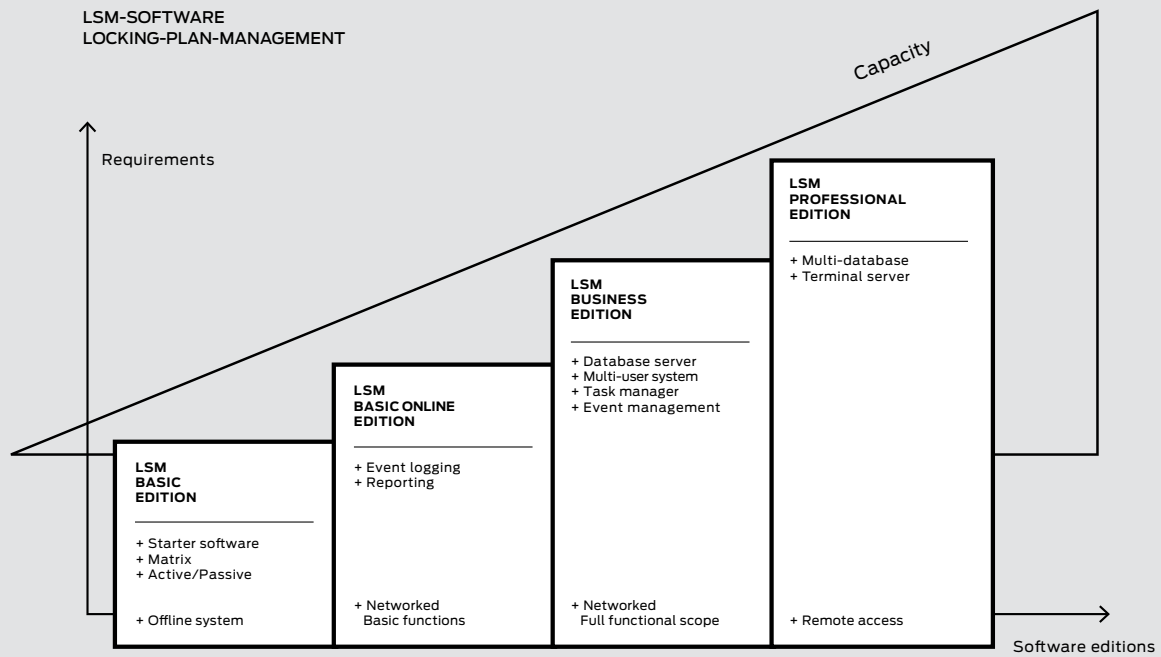 LSM-SOFTWARE
LOCKING-PLAN-MANAGEMENT
Capacity
Requirements
LSM
PROFESSIONAL
EDITION
+ Multi-database
+ Terminal server
+ Remote access
LSM
BUSINESS
EDITION
+ Database server
+ Multi-user system
+ Task manager
+ Event management
+ Networked
Full functional scope
LSM
BASIC ONLINE
EDITION
+ Event logging
+ Reporting
+ Networked
Basic functions
LSM
BASIC
EDITION
+ Starter software
+ Matrix
+ Active/Passive
+ Offline system
Software editions